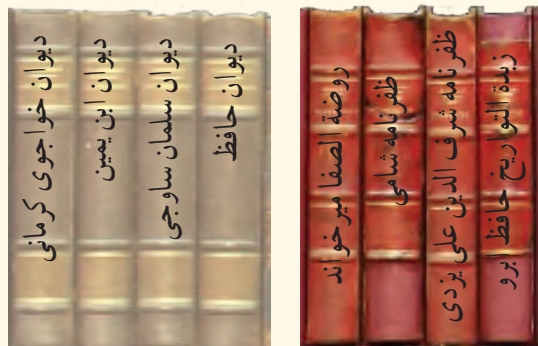 زبدة التواریخ حافظ برو
ظفرنامه شرف الدین علی یزدی
ظفرنامه شامی
روضة الصفا میرخواند
دیوان حافظ
دیوان سلمان ساوجی
دیوان ابن یمین
دیوان خواجوی کرمانی